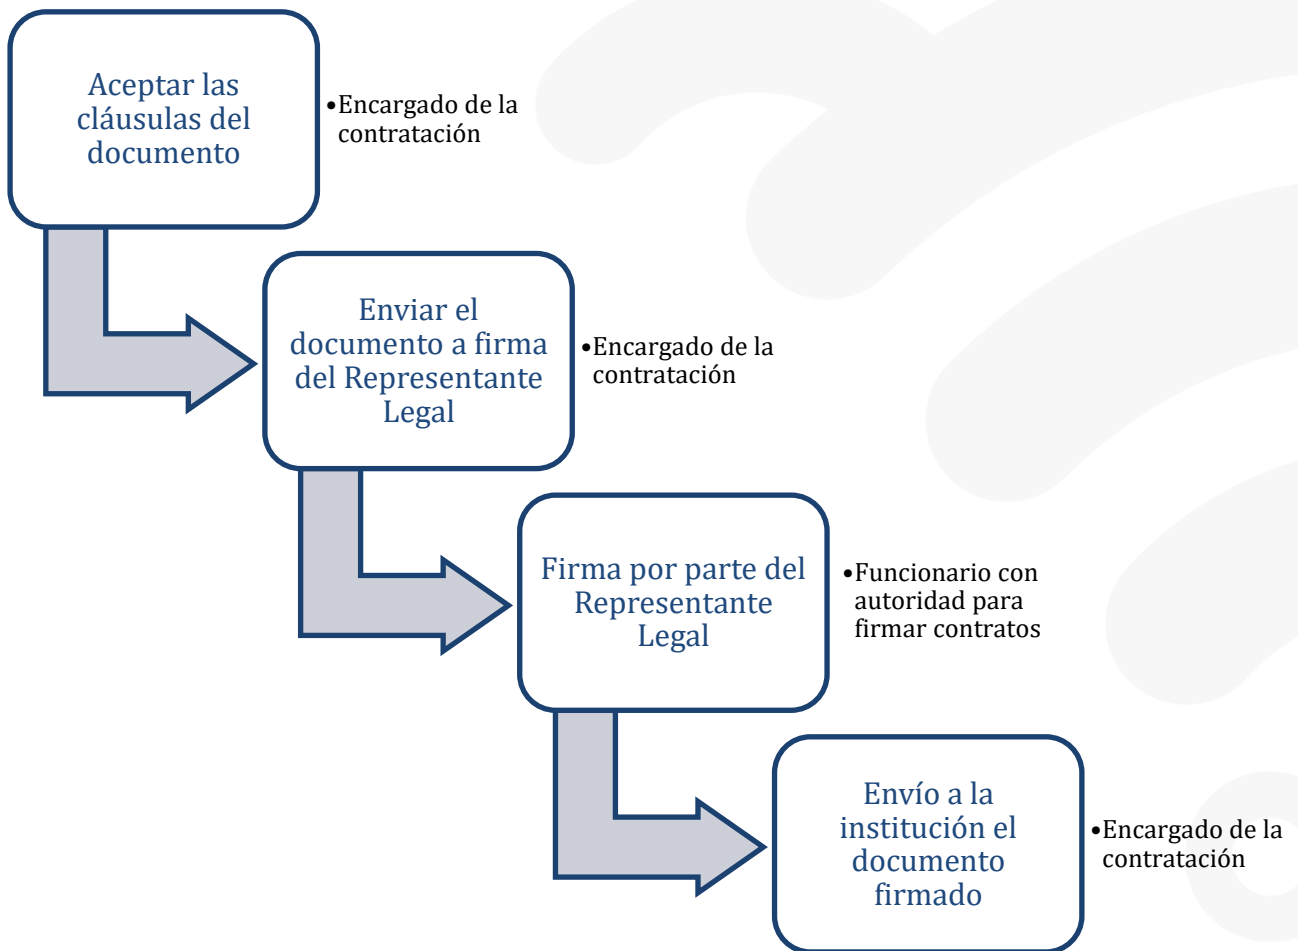 Aceptar las
cláusulas del
documento
•Encargado de la
contratación
Enviar el
documento a firma
del Representante
Legal
•Encargado de la
contratación
Firma por parte del
Representante
Legal
•Funcionario con
autoridad para
firmar contratos
Envío a la
institución el
documento
firmado
•Encargado de la
contratación